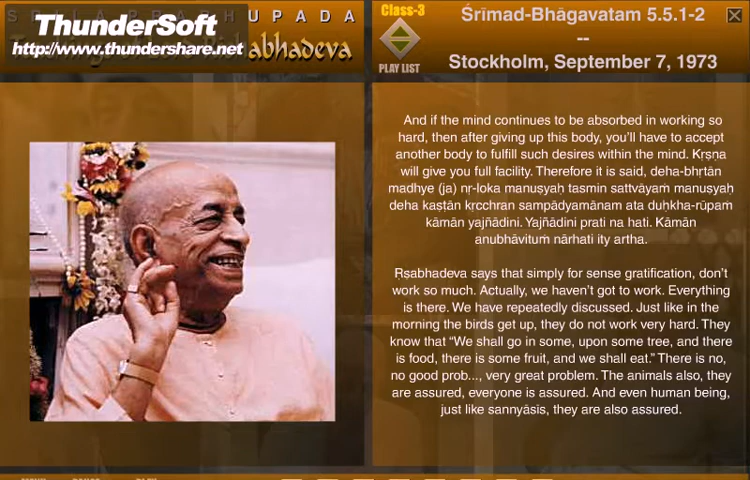 S R I L A P R A B H U P A D A
ThunderSoft
http://www.thundershare.net
abhadeva
Class-3
PLAY LIST
Śrīmad-Bhāgavatam 5.5.1-2
--
Stockholm, September 7, 1973
And if the mind continues to be absorbed in working so
hard, then after giving up this body, you'll have to accept
another body to fulfill such desires within the mind. Kṛṣṇa
will give you full facility. Therefore it is said, deha-bhṛtān
madhye (ja) nṛ-loka manuṣyaḥ tasmin sattvāyaṁ manuṣyaḥ
deha kaṣṭān kṛcchran sampādyamānam ata duḥkha-rūpaṁ
kāmān yajñādini. Yajñādini prati na hati. Kāmān
anubhāvituṁ nārhati ity artha.
Ṛṣabhadeva says that simply for sense gratification, don't
work so much. Actually, we haven't got to work. Everything
is there. We have repeatedly discussed. Just like in the
morning the birds get up, they do not work very hard. They
know that “We shall go in some, upon some tree, and there
is food, there is some fruit, and we shall eat.” There is no,
no good prob..., very great problem. The animals also, they
are assured, everyone is assured. And even human being,
just like sannyāsis, they are also assured.